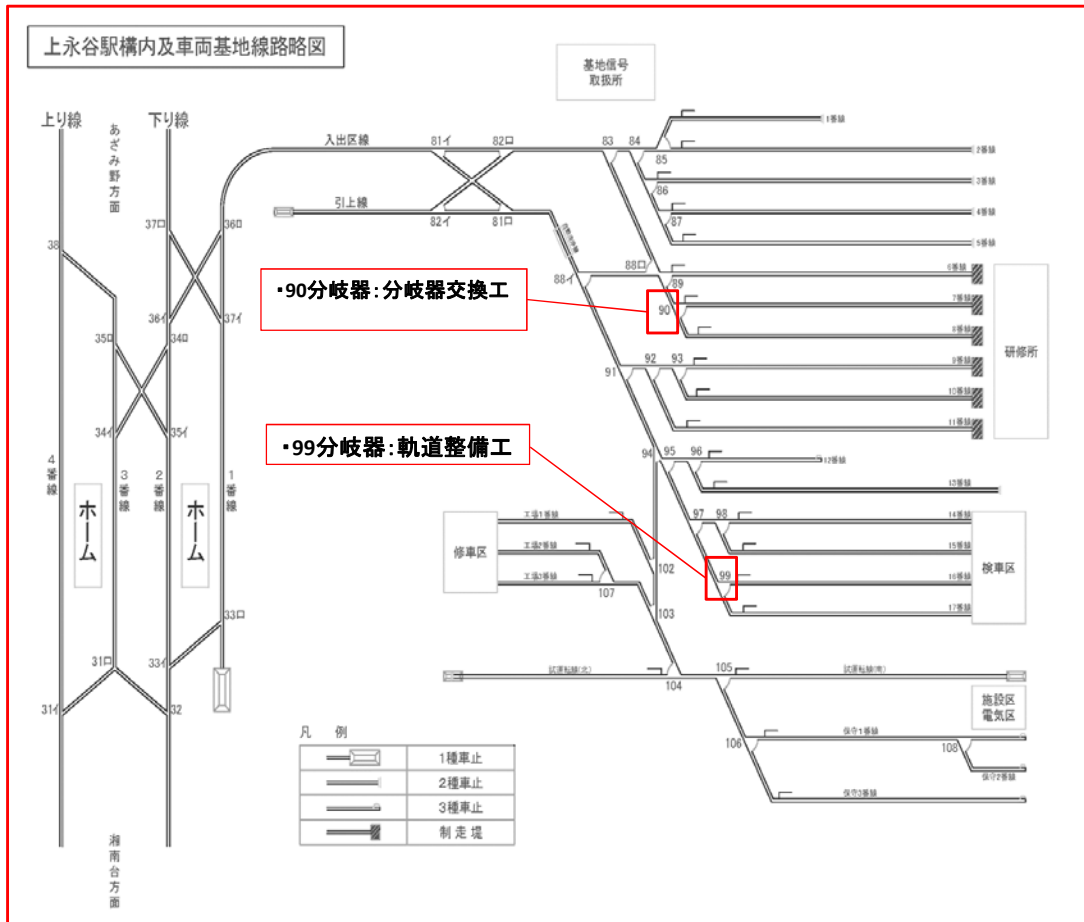 上永谷駅構内及車両基地線路略図
基地信号
取扱所
上り線
下り線
あざみ野方面
入出区線
81イ
82ロ
83
84
85
1番線
2番線
86
3番線
87
4番線
5番線
引上線
82イ
81ロ
37ロ
36ロ
38
88ロ
88イ
89
6番線
・90分岐器：分岐器交換工
90
7番線
8番線
研修所
36イ
37イ
35ロ
34ロ
91
92
93
9番線
10番線
11番線
34イ
35イ
・99分岐器：軌道整備工
94
95
96
12番線
13番線
4番線
3番線
2番線
1番線
ホーム
ホーム
97
98
14番線
15番線
99
16番線
17番線
検車区
修車区
工場1番線
工場2番線
工場3番線
102
107
103
33ロ
33イ
31ロ
31イ
32
試運転線(北)
104
105
試運転線(南)
施設区
電気区
106
保守1番線
108
保守2番線
保守3番線
凡 例
1種車止
2種車止
3種車止
制走堤
湘南台方面